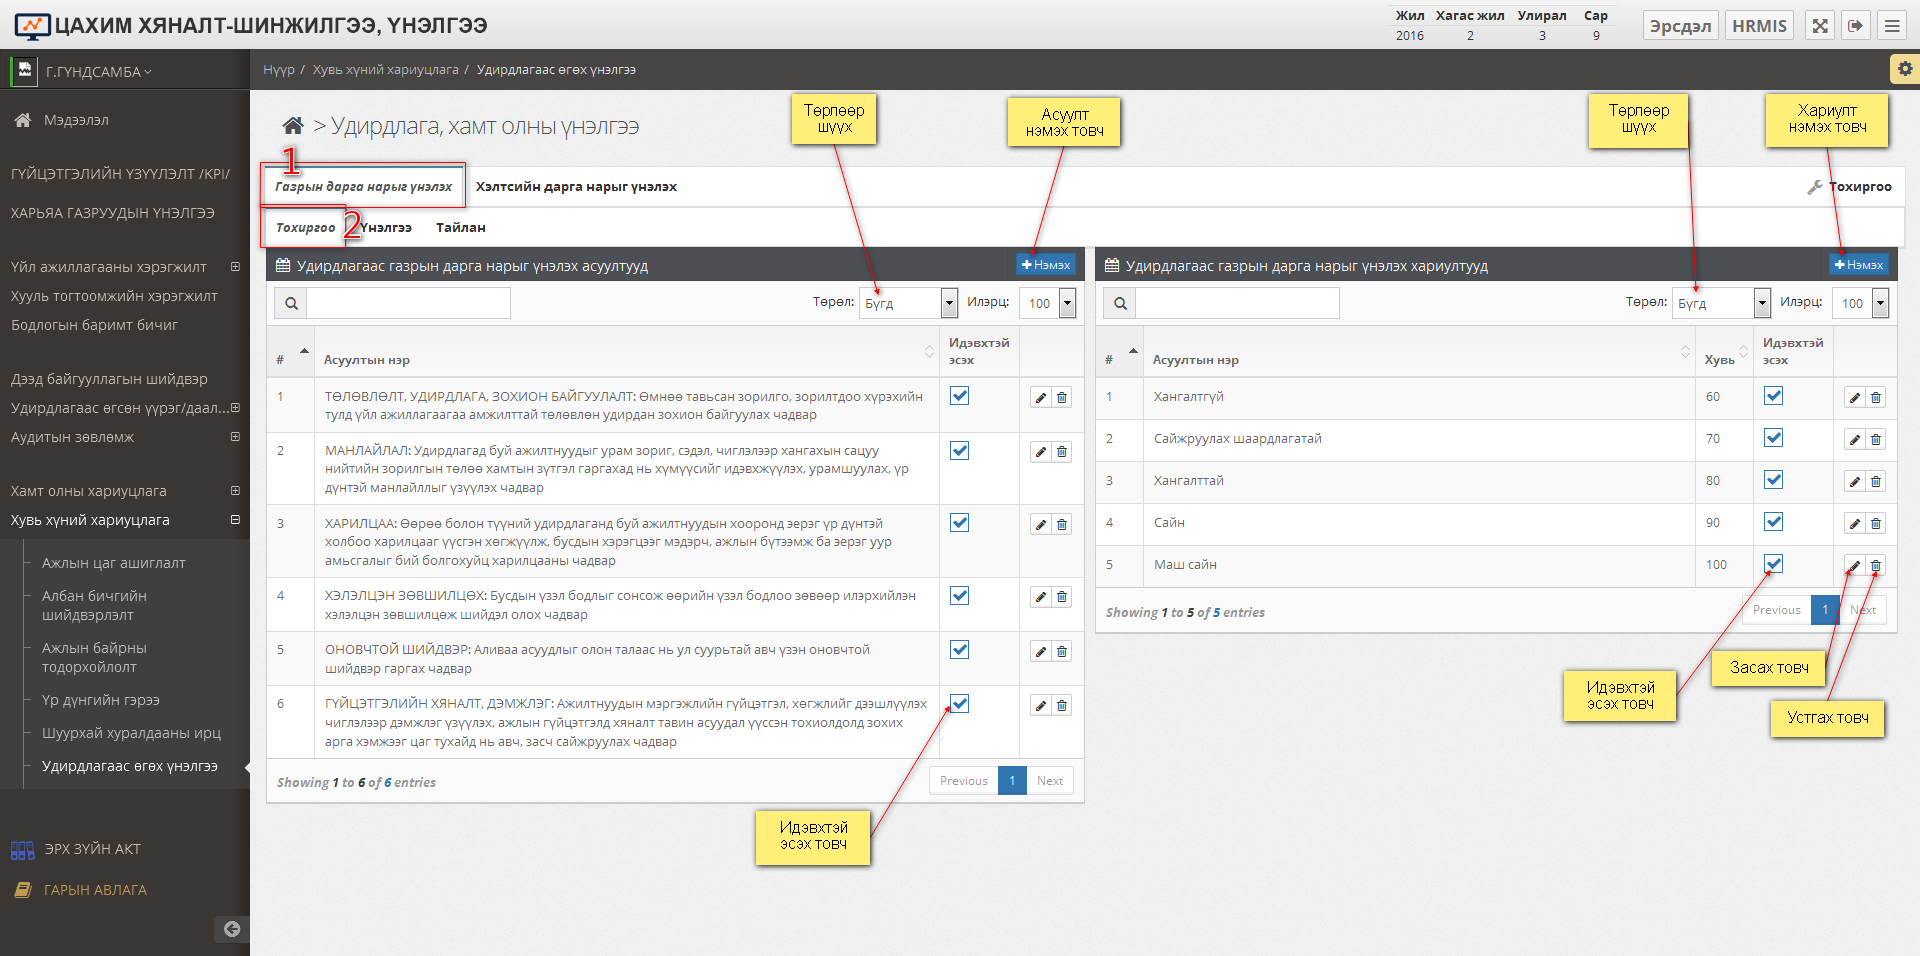 ЦАХИМ ХЯНАЛТ-ШИНЖИЛГЭЭ, ҮНЭЛГЭЭ
Жил Хагас жил Улирал Сар
2016 2 3 9
Эрсдэл HRMIS
Г.ГҮНДСАМБА
Нүүр / Хувь хүний хариуцлага / Удирдлагаас өгөх үнэлгээ
Мэдээлэл
ГҮЙЦЭТГЭЛИЙН ҮЗҮҮЛЭЛТ /KPI/
ХАРЬЯА ГАЗРУУДЫН ҮНЭЛГЭЭ
Үйл ажиллагааны хэрэгжилт
Хууль тогтоомжийн хэрэгжилт
Бодлогын баримт бичиг
Дээд байгууллагын шийдвэр
Удирдлагаас өгсөн үүрэг/даал...
Аудитын зөвлөмж
Хамт олны хариуцлага
Хувь хүний хариуцлага
Ажлын цаг ашиглалт
Албан бичгийн
шийдвэрлэлт
Ажлын байрны
тодорхойлолт
Үр дүнгийн гэрээ
Шуурхай хуралдааны ирц
Удирдлагаас өгөх үнэлгээ
ЭРХ ЗҮЙН АКТ
ГАРЫН АВЛАГА
> Удирдлага, хамт олны үнэлгээ
Төрлөөр
шүүх
Асуулт
нэмэх товч
Төрлөөр
шүүх
Хариулт
нэмэх товч
1
Газрын дарга нарыг үнэлэх Хэлтсийн дарга нарыг үнэлэх Тохиргоо
2
Тохиргоо Үнэлгээ Тайлан
Удирдлагаас газрын дарга нарыг үнэлэх асуултууд +Нэмэх
Төрөл: Бүгд Илэрц: 100
# Асуултын нэр Идэвхтэй
эсэх
1 ТӨЛӨВЛӨЛТ, УДИРДЛАГА, ЗОХИОН БАЙГУУЛАЛТ: Өмнөө тавьсан зорилго, зорилтдоо хүрэхийн
тулд үйл ажиллагаагаа амжилттай төлөвлөн удирдан зохион байгуулах чадвар
2 МАНЛАЙЛАЛ: Удирдлагад буй ажилтнуудыг урам зориг, сэдэл, чиглэлээр хангахын сацуу
нийтийн зорилгын төлөө хамтын зүтгэл гаргахад нь хүмүүсийг идэвхжүүлэх, урамшуулах, үр
дүнтэй манлайллыг үзүүлэх чадвар
3 ХАРИЛЦАА: Өөрөө болон түүний удирдлаганд буй ажилтнуудын хооронд эерэг үр дүнтэй
холбоо харилцааг үүсгэн хөгжүүлж, бусдын хэрэгцээг мэдэрч, ажлын бүтээмж ба эерэг уур
амьсгалыг бий болгохуйц харилцааны чадвар
4 ХЭЛЭЛЦЭН ЗӨВШИЛЦӨХ: Бусдын үзэл бодлыг сонсож өөрийн үзэл бодлоо зөвөөр илэрхийлэн
хэлэлцэн зөвшилцөж шийдэл олох чадвар
5 ОНОВЧТОЙ ШИЙДВЭР: Аливаа асуудлыг олон талаас нь ул суурьтай авч үзэн оновчтой
шийдвэр гаргах чадвар
6 ГҮЙЦЭТГЭЛИЙН ХЯНАЛТ, ДЭМЖЛЭГ: Ажилтнуудын мэргэжлийн гүйцэтгэл, хөгжлийг дээшлүүлэх
чиглэлээр дэмжлэг үзүүлэх, ажлын гүйцэтгэлд хяналт тавин асуудал үүссэн тохиолдолд зохих
арга хэмжээг цаг тухайд нь авч, засч сайжруулах чадвар
Showing 1 to 6 of 6 entries Previous 1 Next
Идэвхтэй
эсэх товч
Удирдлагаас газрын дарга нарыг үнэлэх хариултууд +Нэмэх
Төрөл: Бүгд Илэрц: 100
# Асуултын нэр Хувь Идэвхтэй
эсэх
1 Хангалтгүй 60
2 Сайжруулах шаардлагатай 70
3 Хангалттай 80
4 Сайн 90
5 Маш сайн 100
Showing 1 to 5 of 5 entries Previous 1 Next
Засах товч
Идэвхтэй
эсэх товч
Устгах товч